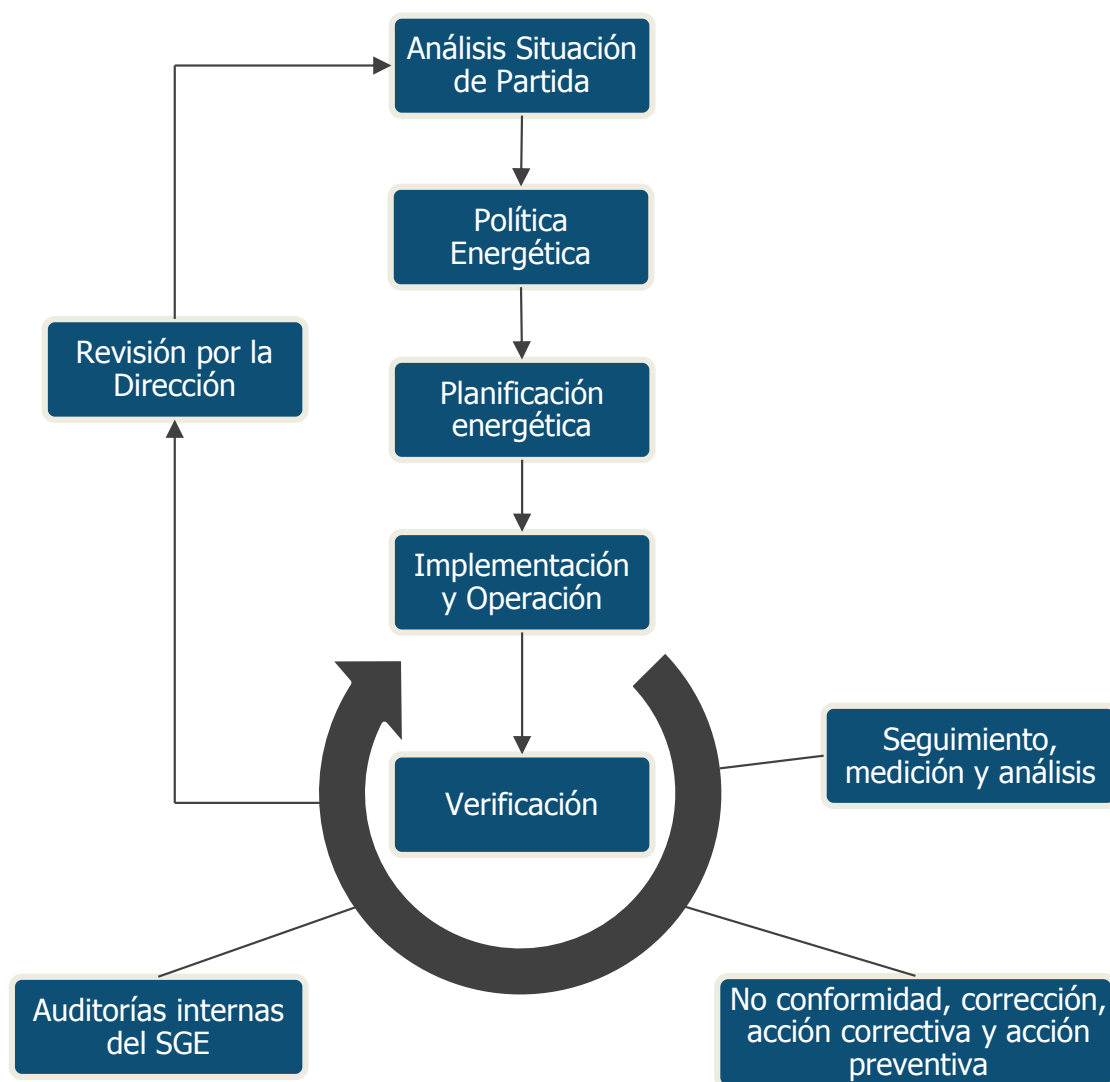 Análisis Situación
de Partida
Política
Energética
Revisión por la
Dirección
Planificación
energética
Implementación
y Operación
Seguimiento,
medición y análisis
Verificación
Auditorías internas
del SGE
No conformidad, corrección,
acción correctiva y acción
preventiva